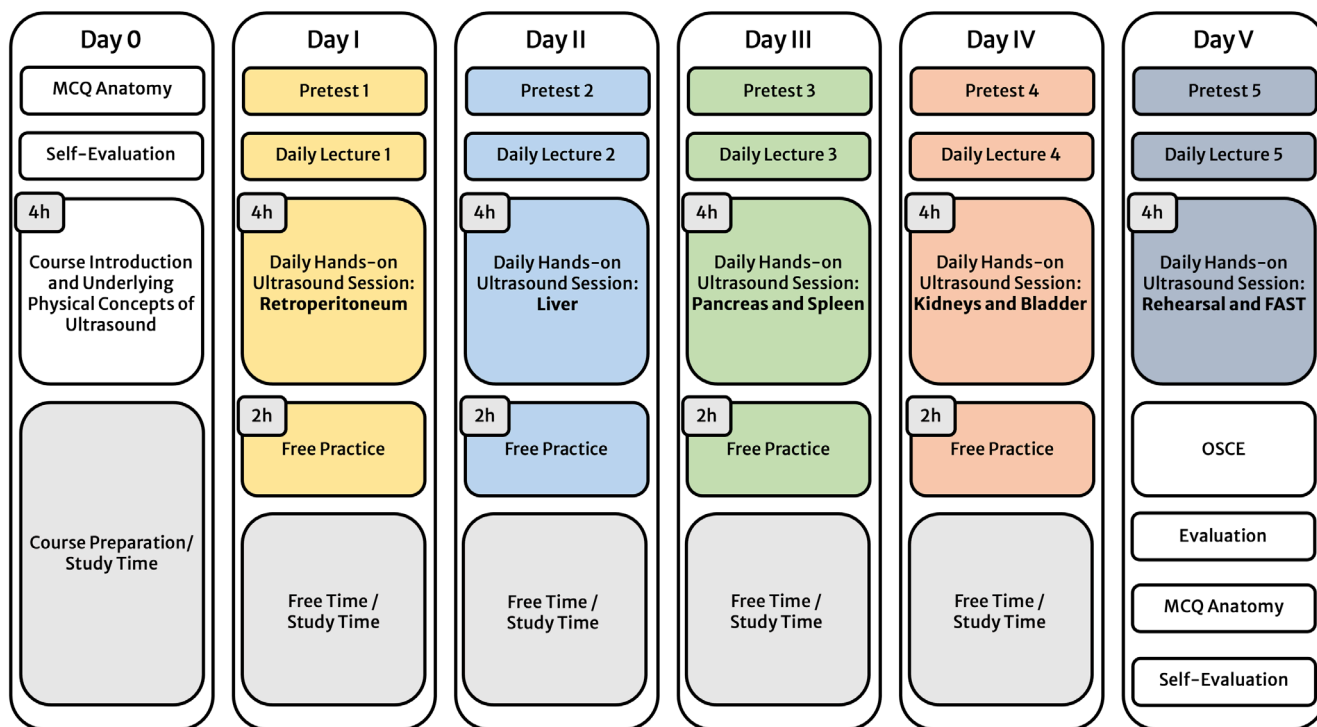 Day 0
MCQ Anatomy
Self-Evaluation
4h
Course Introduction
and Underlying
Physical Concepts of
Ultrasound
Course Preparation/
Study Time
Day I
Pretest 1
Daily Lecture 1
4h
Daily Hands-on
Ultrasound Session:
Retroperitoneum
2h
Free Practice
Free Time /
Study Time
Day II
Pretest 2
Daily Lecture 2
4h
Daily Hands-on
Ultrasound Session:
Liver
2h
Free Practice
Free Time /
Study Time
Day III
Pretest 3
Daily Lecture 3
4h
Daily Hands-on
Ultrasound Session:
Pancreas and Spleen
2h
Free Practice
Free Time /
Study Time
Day IV
Pretest 4
Daily Lecture 4
4h
Daily Hands-on
Ultrasound Session:
Kidneys and Bladder
2h
Free Practice
Free Time /
Study Time
Day V
Pretest 5
Daily Lecture 5
4h
Daily Hands-on
Ultrasound Session:
Rehearsal and FAST
OSCE
Evaluation
MCQ Anatomy
Self-Evaluation